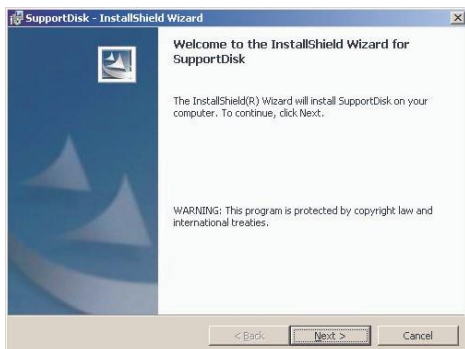 SupportDisk - InstallShield Wizard
Welcome to the InstallShield Wizard for
SupportDisk
The InstallShield(R) Wizard will install SupportDisk on your
computer. To continue, click Next.
WARNING: This program is protected by copyright law and
international treaties.
< Back
Next >
Cancel